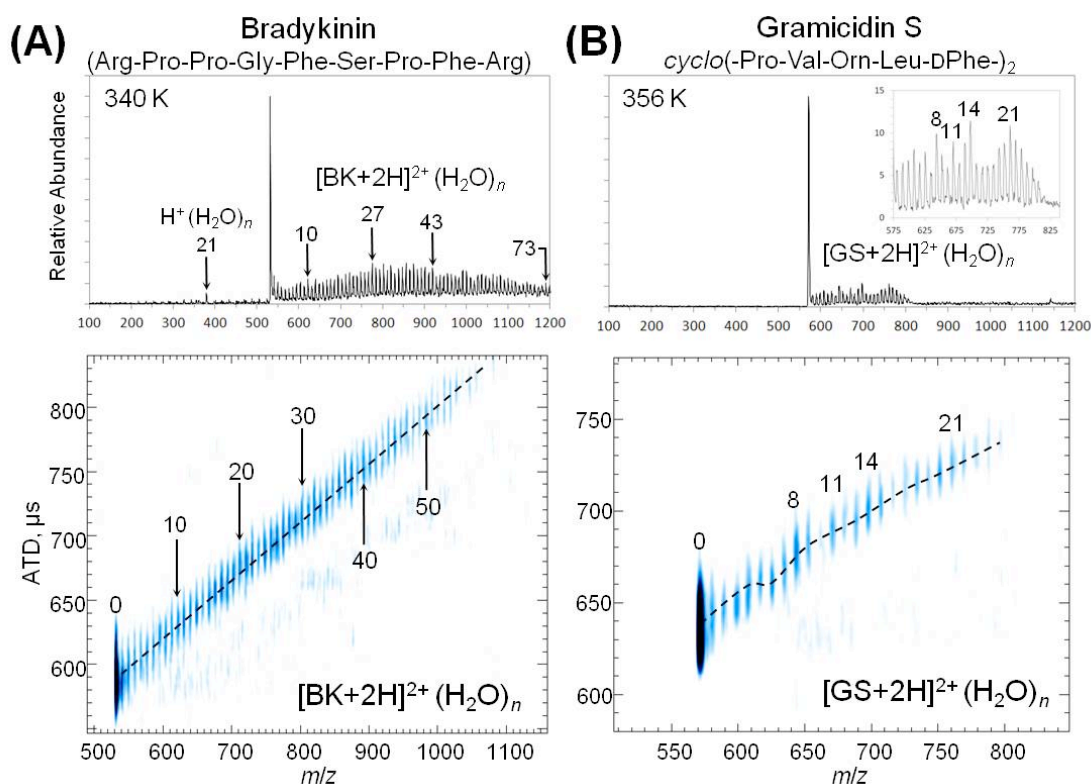 (A)
Bradykinin
(Arg-Pro-Pro-Gly-Phe-Ser-Pro-Phe-Arg)
340 K
Relative Abundance
H⁺(H₂O)ₙ
21
[BK+2H]²⁺(H₂O)ₙ
10
27
43
73
100 200 300 400 500 600 700 800 900 1000 1100 1200
(B)
Gramicidin S
cyclo(-Pro-Val-Orn-Leu-DPhe-)₂
356 K
15
10
5
0
8
11
14
21
575 625 675 725 775 825
[GS+2H]²⁺(H₂O)ₙ
100 200 300 400 500 600 700 800 900 1000 1100 1200
ATD, µs
800
750
700
650
600
0
10
20
30
40
50
[BK+2H]²⁺(H₂O)ₙ
500 600 700 800 900 1000 1100
m/z
750
700
650
600
0
8
11
14
21
[GS+2H]²⁺(H₂O)ₙ
550 600 650 700 750 800 850
m/z